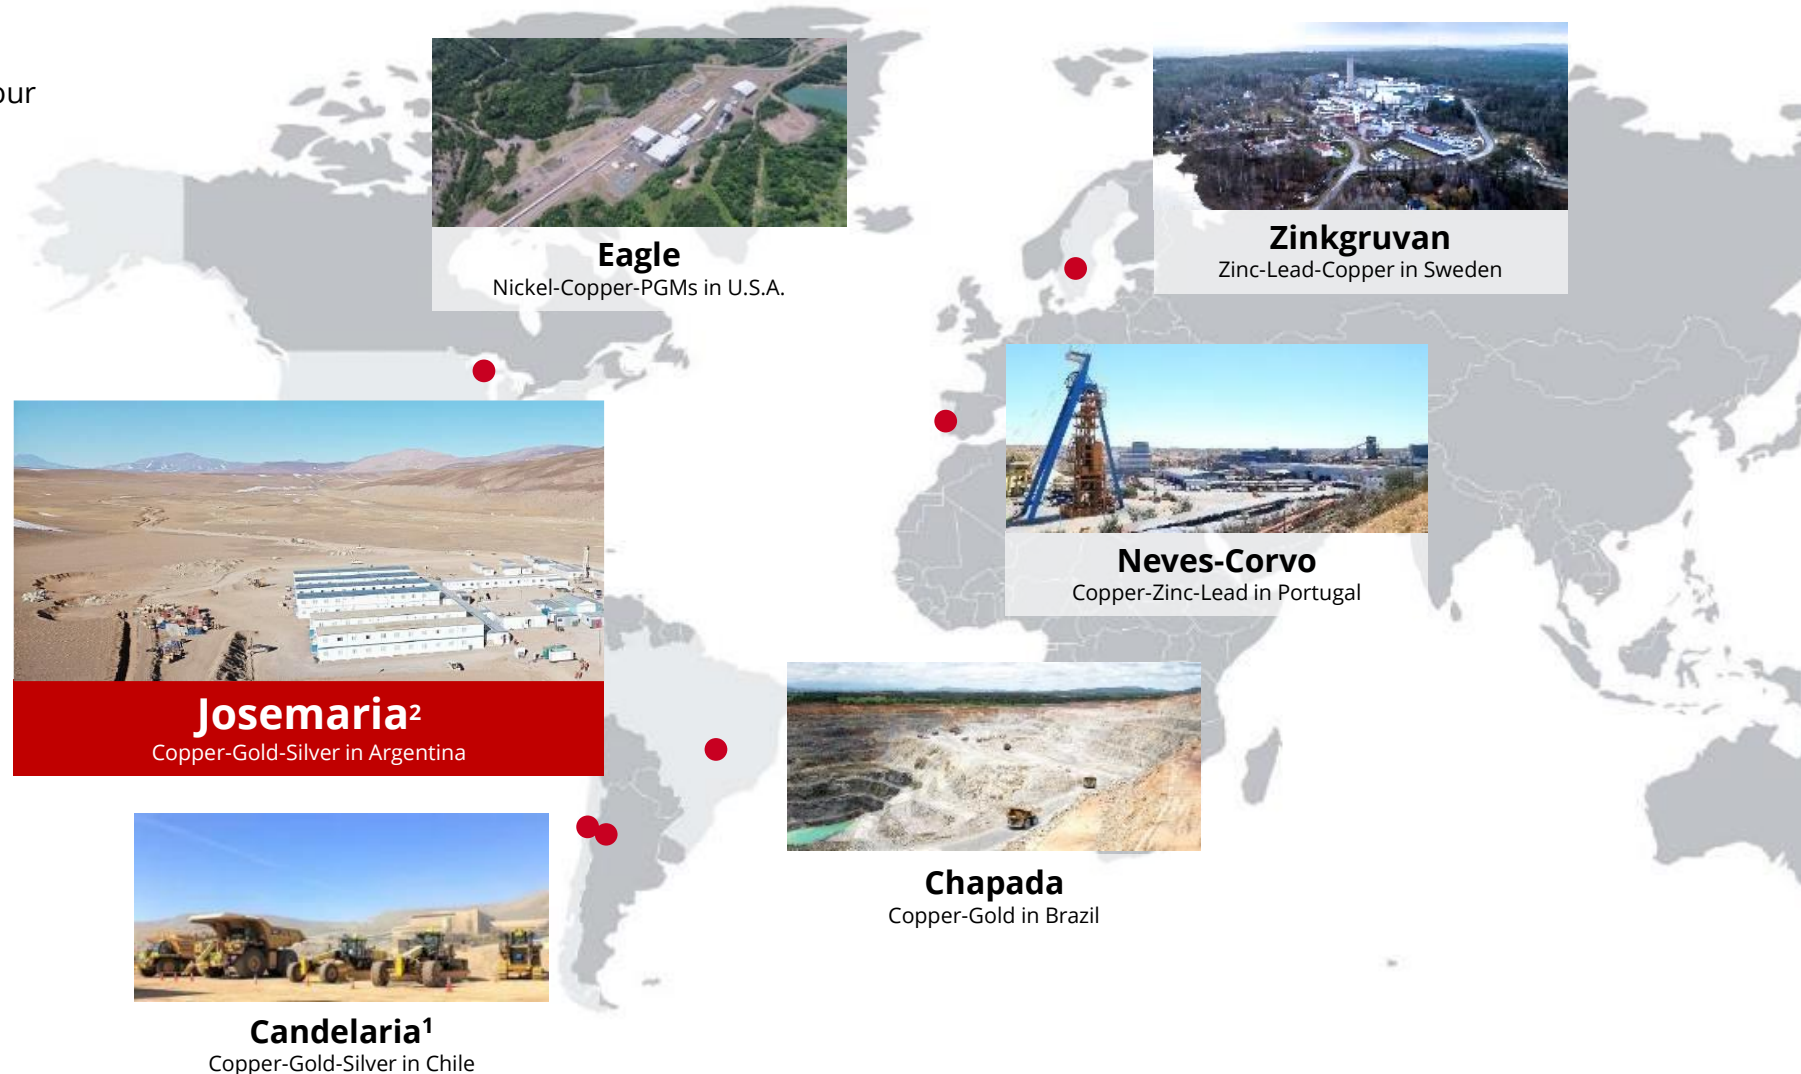 Eagle
Nickel-Copper-PGMs in U.S.A.
Zinkgruvan
Zinc-Lead-Copper in Sweden
Neves-Corvo
Copper-Zinc-Lead in Portugal
Josemaria²
Copper-Gold-Silver in Argentina
Chapada
Copper-Gold in Brazil
Candelaria¹
Copper-Gold-Silver in Chile